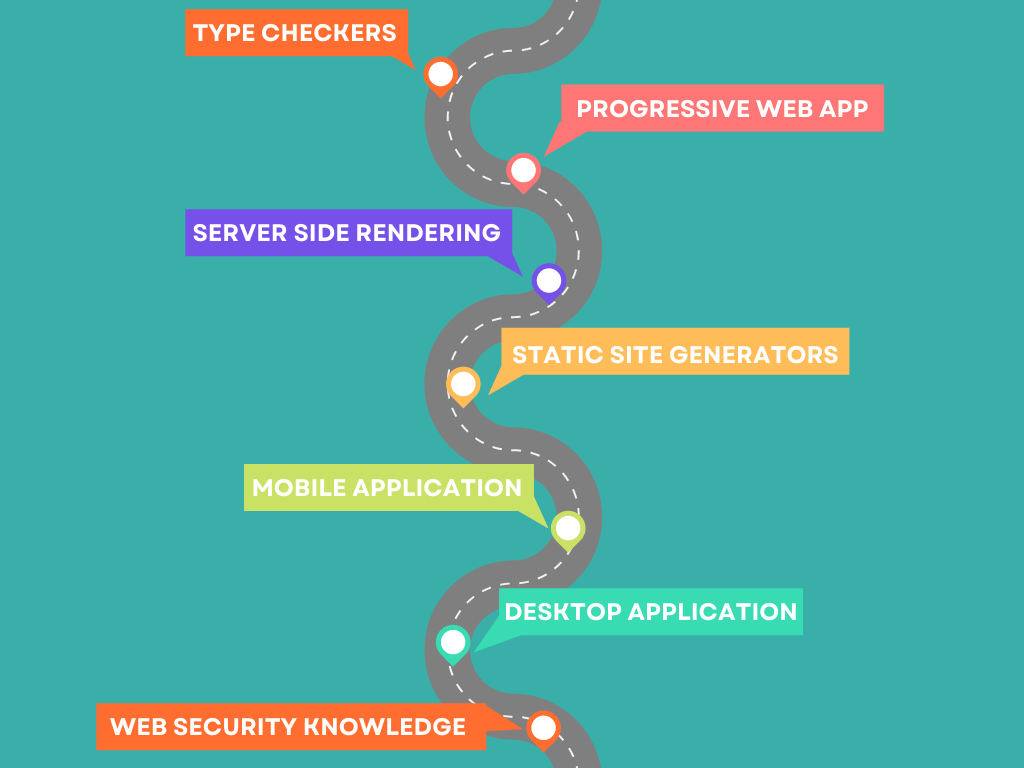 TYPE CHECKERS
PROGRESSIVE WEB APP
SERVER SIDE RENDERING
STATIC SITE GENERATORS
MOBILE APPLICATION
DESKTOP APPLICATION
WEB SECURITY KNOWLEDGE